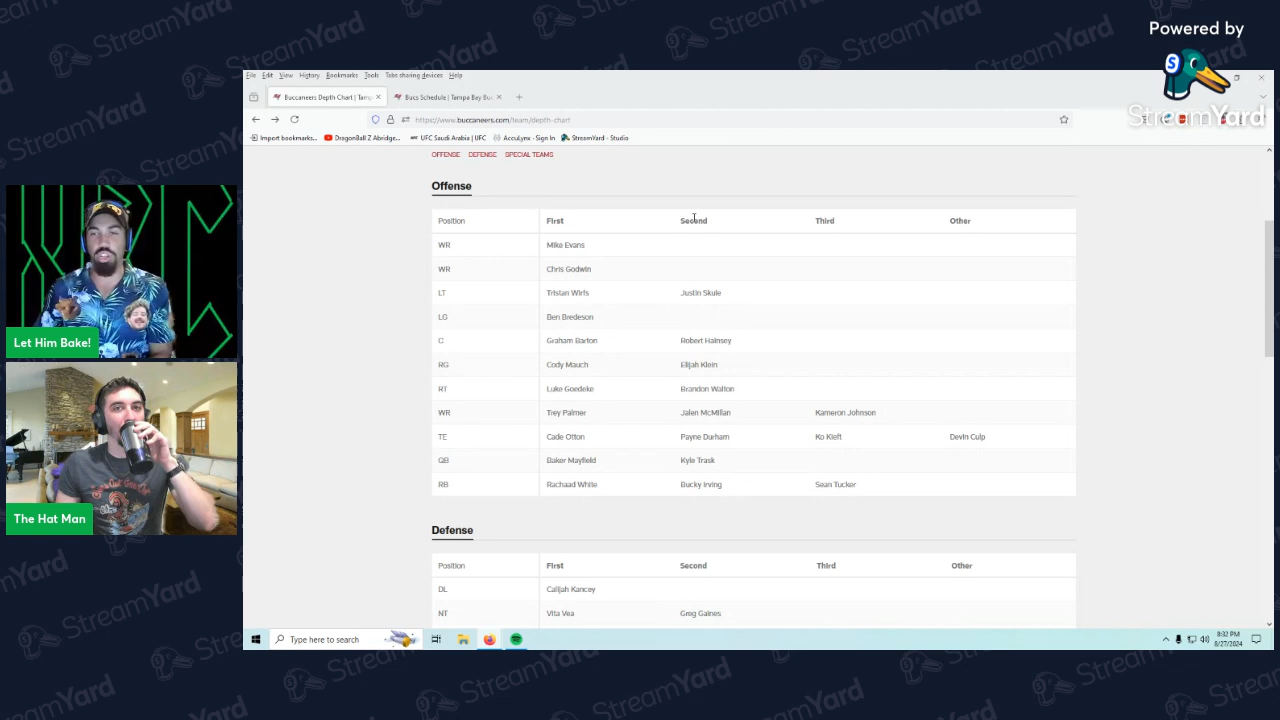 Powered by
StreamYard
File Edit View History Bookmarks Tools Tabs sharing devices Help
Buccaneers Depth Chart | Tamp
Bucs Schedule | Tampa Bay Buc
https://www.buccaneers.com/team/depth-chart
Import bookmarks... DragonBall Z Abridge... UFC Saudi Arabia | UFC AccuLynx - Sign In StreamYard - Studio
OFFENSE DEFENSE SPECIAL TEAMS
Offense
Position First Second Third Other
WR Mike Evans
WR Chris Godwin
LT Tristan Wirfs Justin Skule
LG Ben Bredeson
C Graham Barton Robert Hainsey
RG Cody Mauch Elijah Klein
RT Luke Goedeke Brandon Walton
WR Trey Palmer Jalen McMillan Kameron Johnson
TE Cade Otton Payne Durham Ko Kieft Devin Culp
QB Baker Mayfield Kyle Trask
RB Rachaad White Bucky Irving Sean Tucker
Defense
Position First Second Third Other
DL Calijah Kancey
NT Vita Vea Greg Gaines
Type here to search
8:32 PM
8/27/2024
Let Him Bake!
The Hat Man